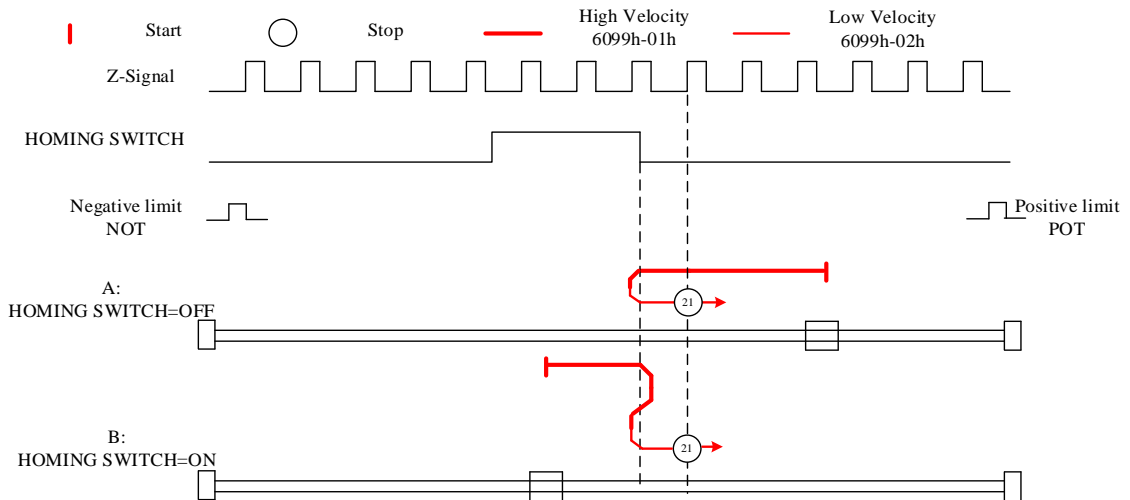 Start
Stop
High Velocity
6099h-01h
Low Velocity
6099h-02h
Z-Signal
HOMING SWITCH
Negative limit
NOT
Positive limit
POT
A:
HOMING SWITCH=OFF
21
B:
HOMING SWITCH=ON
21